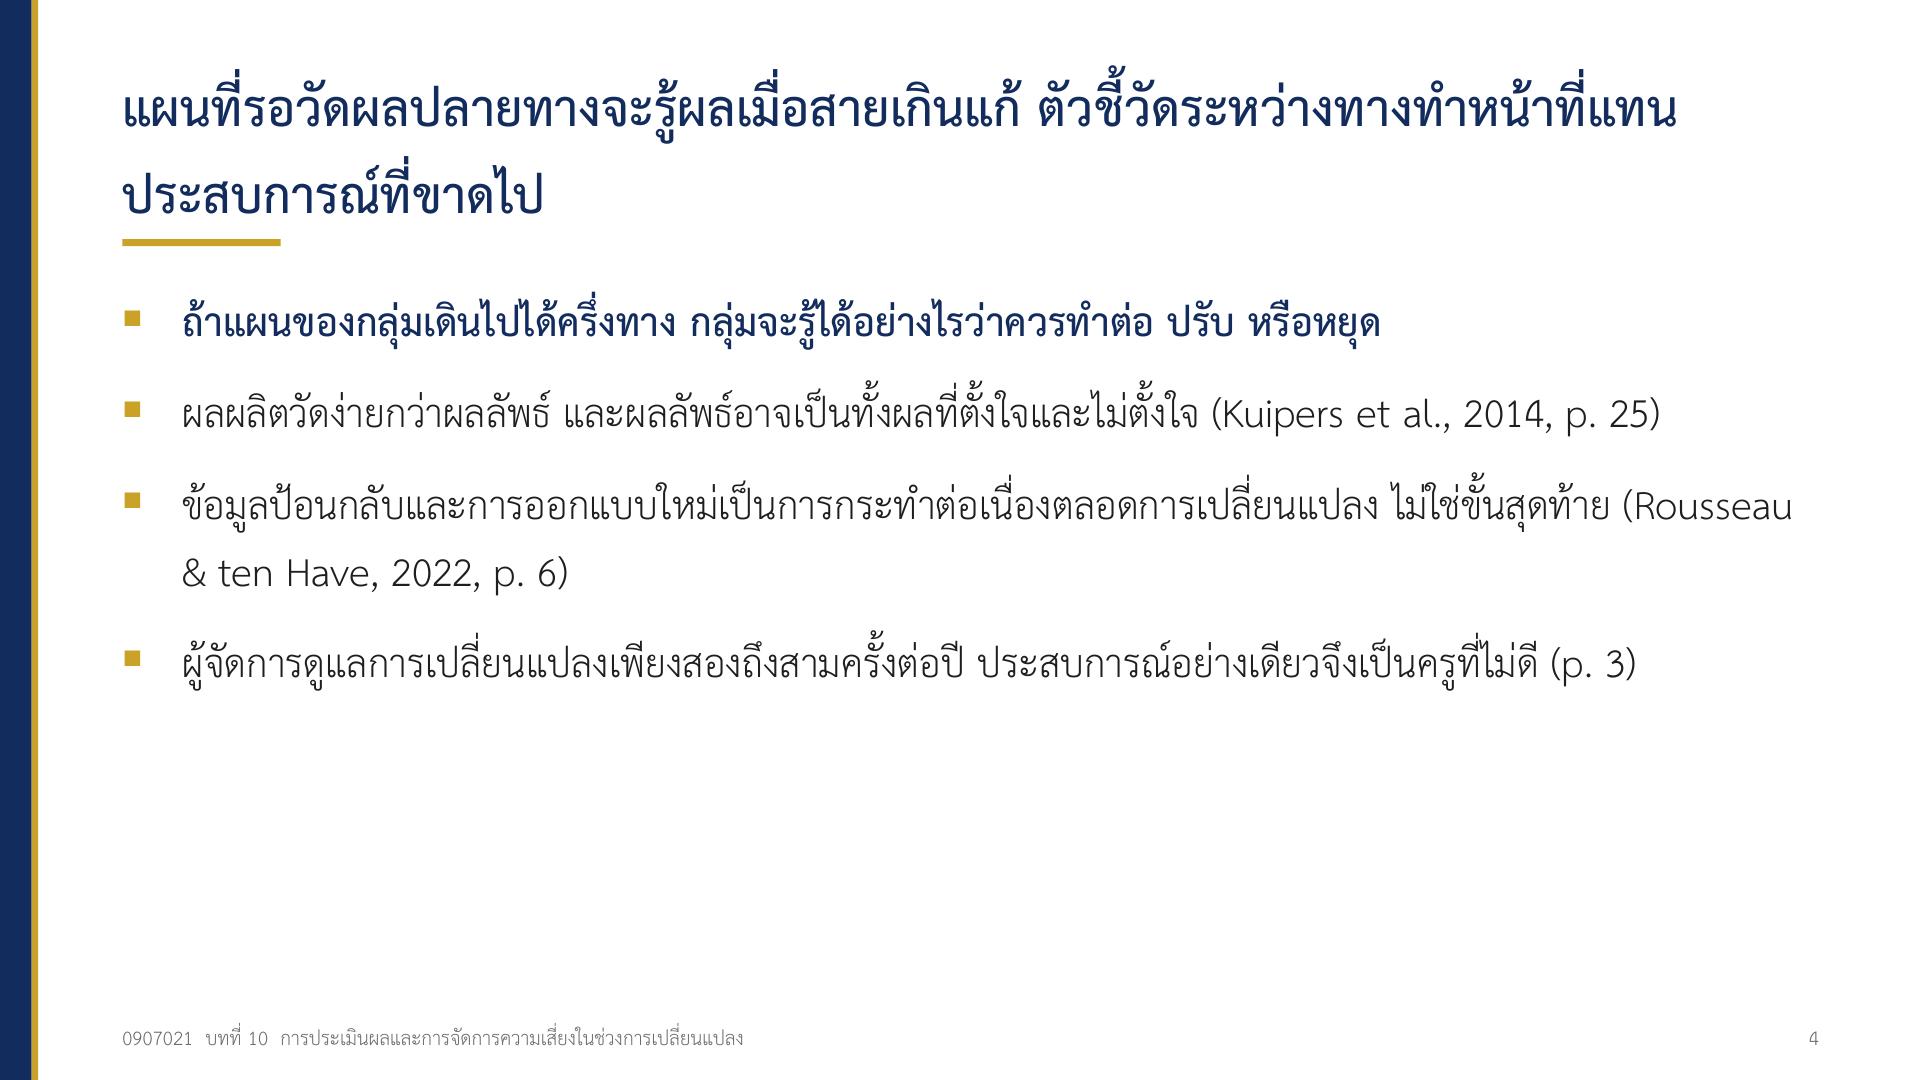 แผนที่รอวัดผลปลายทางจะรู้ผลเมื่อสายเกินแก้ ตัวชี้วัดระหว่างทางทำหน้าที่แทน
ประสบการณ์ที่ขาดไป
ถ้าแผนของกลุ่มเดินไปได้ครึ่งทาง กลุ่มจะรู้ได้อย่างไรว่าควรทำต่อ ปรับ หรือหยุด
ผลผลิตวัดง่ายกว่าผลลัพธ์ และผลลัพธ์อาจเป็นทั้งผลที่ตั้งใจและไม่ตั้งใจ (Kuipers et al., 2014, p. 25)
ข้อมูลป้อนกลับและการออกแบบใหม่เป็นการกระทำต่อเนื่องตลอดการเปลี่ยนแปลง ไม่ใช่ขั้นสุดท้าย (Rousseau
& ten Have, 2022, p. 6)
ผู้จัดการดูแลการเปลี่ยนแปลงเพียงสองถึงสามครั้งต่อปี ประสบการณ์อย่างเดียวจึงเป็นครูที่ไม่ดี (p. 3)
0907021 บทที่ 10 การประเมินผลและการจัดการความเสี่ยงในช่วงการเปลี่ยนแปลง
4